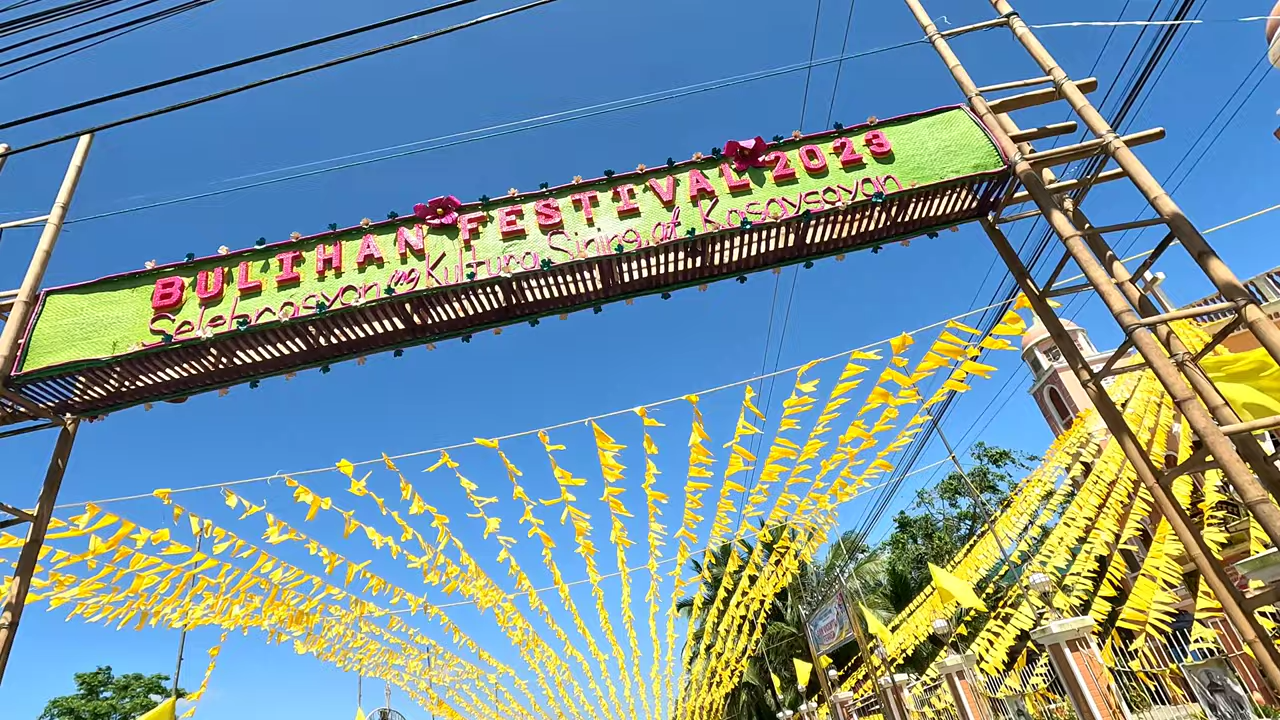 BULIHAN FESTIVAL 2023
Selebrasyon ng Kultura, Sining, at Kasaysayan.